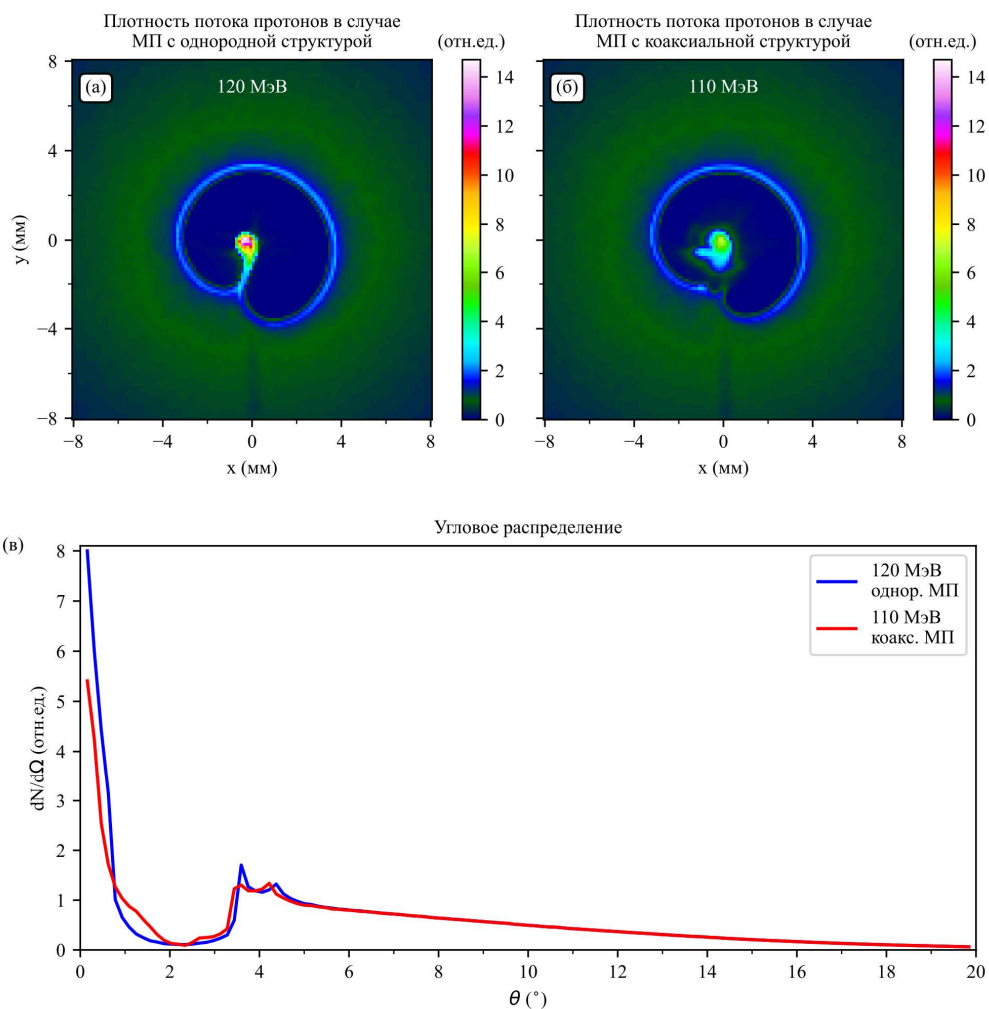 Плотность потока протонов в случае
МП с однородной структурой
(отн.ед.)
Плотность потока протонов в случае
МП с коаксиальной структурой
(отн.ед.)
(а)
120 МэВ
(б)
110 МэВ
8
4
0
−4
−8
y (мм)
−8
−4
0
4
8
x (мм)
14
12
10
8
6
4
2
0
−8
−4
0
4
8
x (мм)
14
12
10
8
6
4
2
0
Угловое распределение
(в)
120 МэВ
однор. МП
110 МэВ
коакс. МП
8
7
6
5
4
3
2
1
0
dN/dΩ (отн.ед.)
0
2
4
6
8
10
12
14
16
18
20
θ (°)